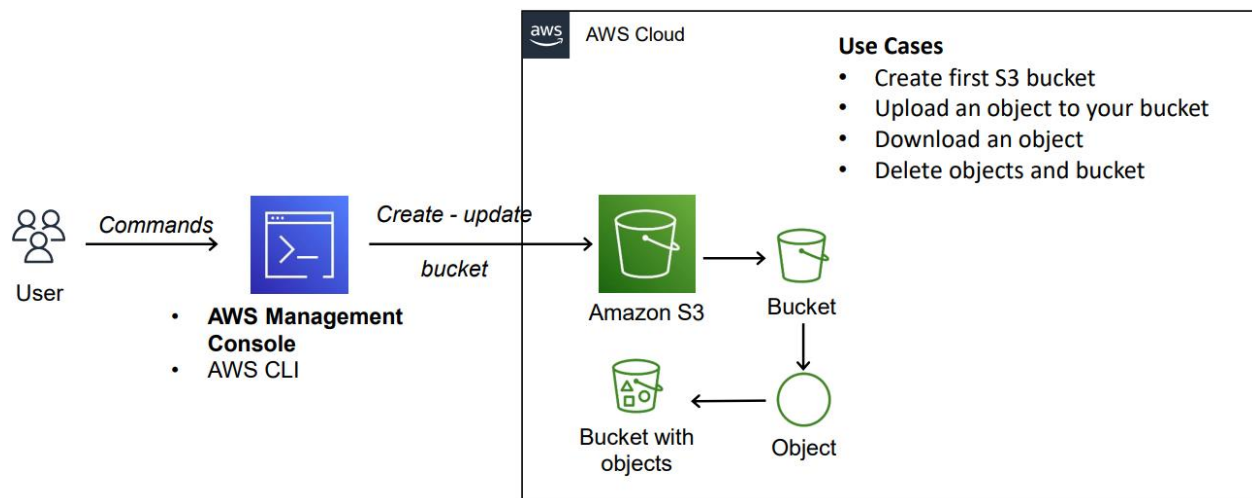 aws
AWS Cloud
Use Cases
• Create first S3 bucket
• Upload an object to your bucket
• Download an object
• Delete objects and bucket
User
Commands
• AWS Management
Console
• AWS CLI
Create - update
bucket
Amazon S3
Bucket
Object
Bucket with
objects